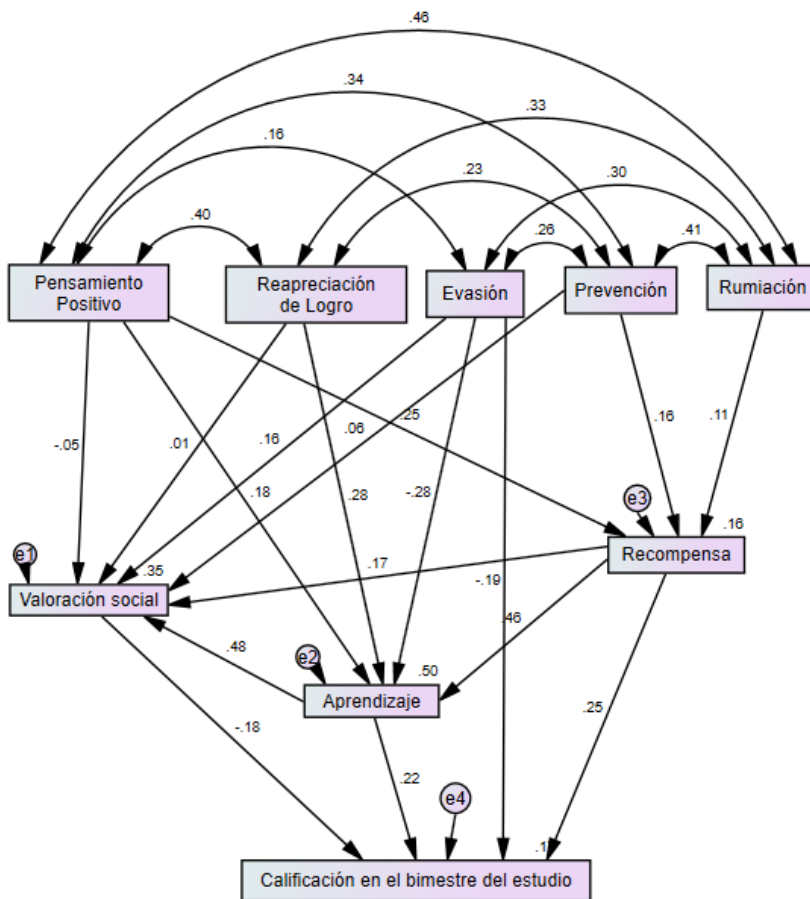 .46
.34
.33
.16
.23
.30
.40
.26
.41
Pensamiento
Positivo
Reapreciación
de Logro
Evasión
Prevención
Rumiación
-.05
.01
.16
.06
.25
.16
.11
.18
.28
-.28
e3
.16
e1
.35
Valoración social
.17
-.19
Recompensa
.46
.48
e2
.50
Aprendizaje
.25
-.18
.22
e4
Calificación en el bimestre del estudio